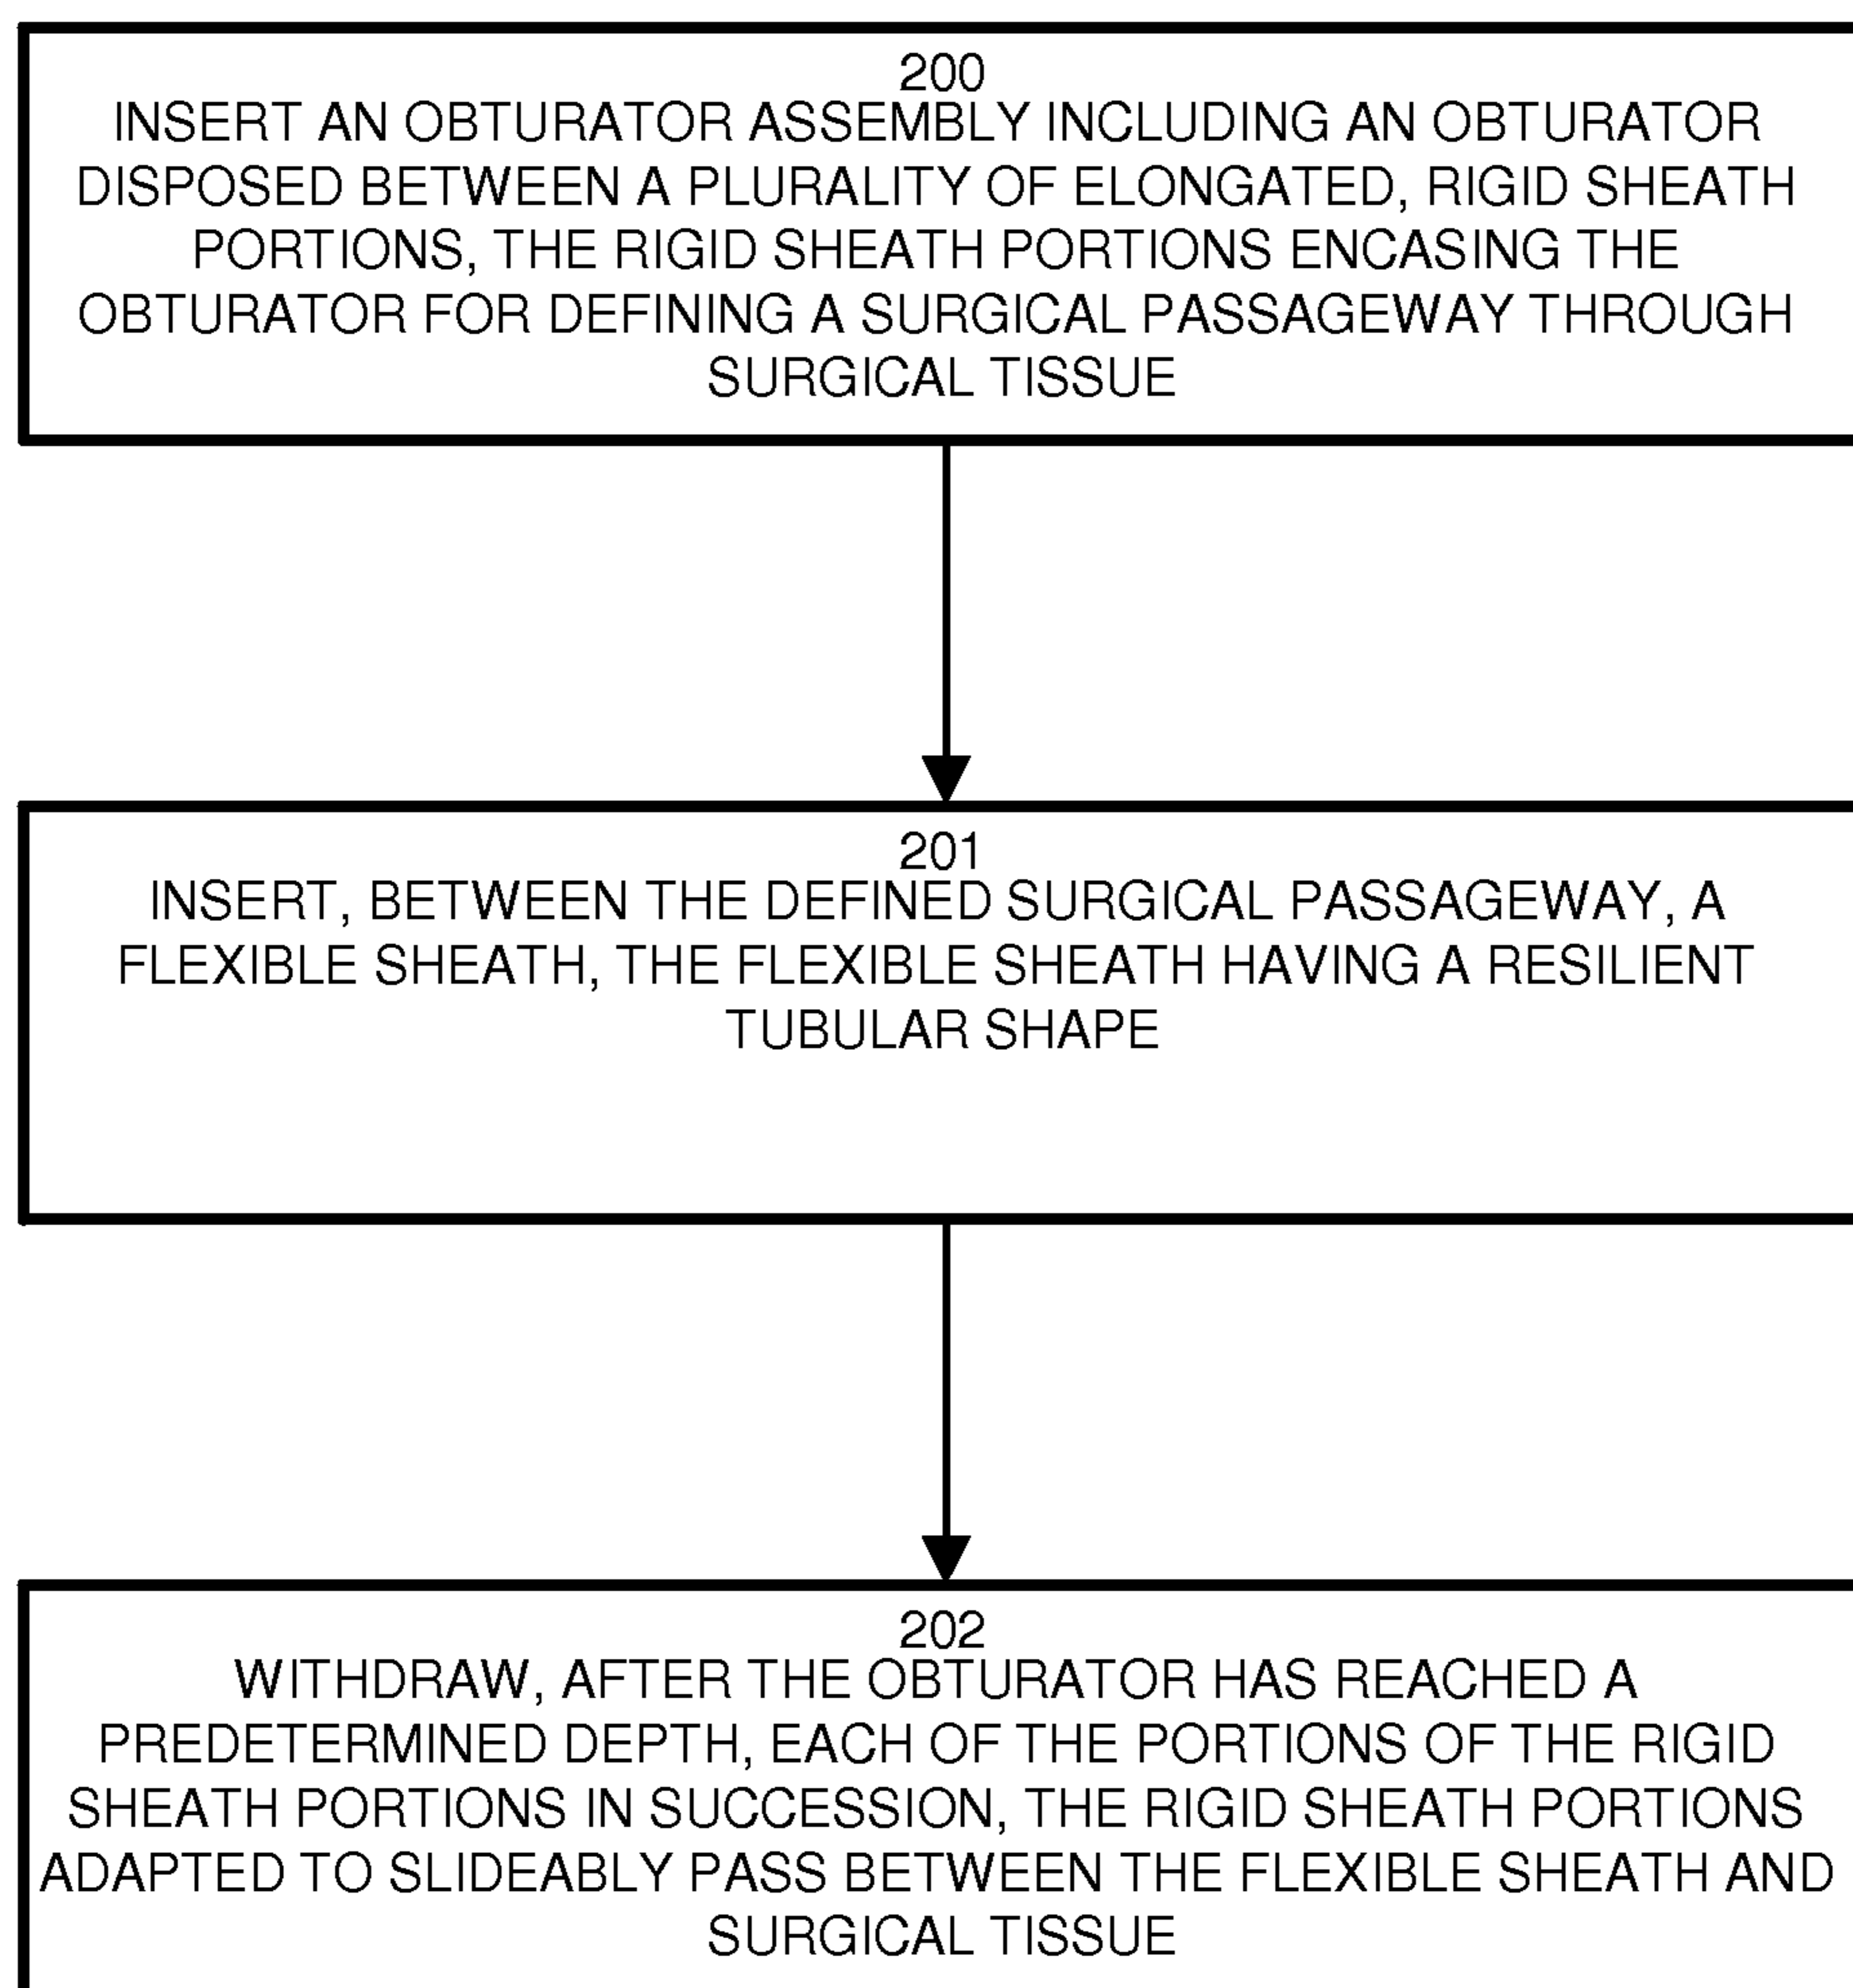 200
INSERT AN OBTURATOR ASSEMBLY INCLUDING AN OBTURATOR
DISPOSED BETWEEN A PLURALITY OF ELONGATED, RIGID SHEATH
PORTIONS, THE RIGID SHEATH PORTIONS ENCASING THE
OBTURATOR FOR DEFINING A SURGICAL PASSAGEWAY THROUGH
SURGICAL TISSUE
201
INSERT, BETWEEN THE DEFINED SURGICAL PASSAGEWAY, A
FLEXIBLE SHEATH, THE FLEXIBLE SHEATH HAVING A RESILIENT
TUBULAR SHAPE
202
WITHDRAW, AFTER THE OBTURATOR HAS REACHED A
PREDETERMINED DEPTH, EACH OF THE PORTIONS OF THE RIGID
SHEATH PORTIONS IN SUCCESSION, THE RIGID SHEATH PORTIONS
ADAPTED TO SLIDEABLY PASS BETWEEN THE FLEXIBLE SHEATH AND
SURGICAL TISSUE